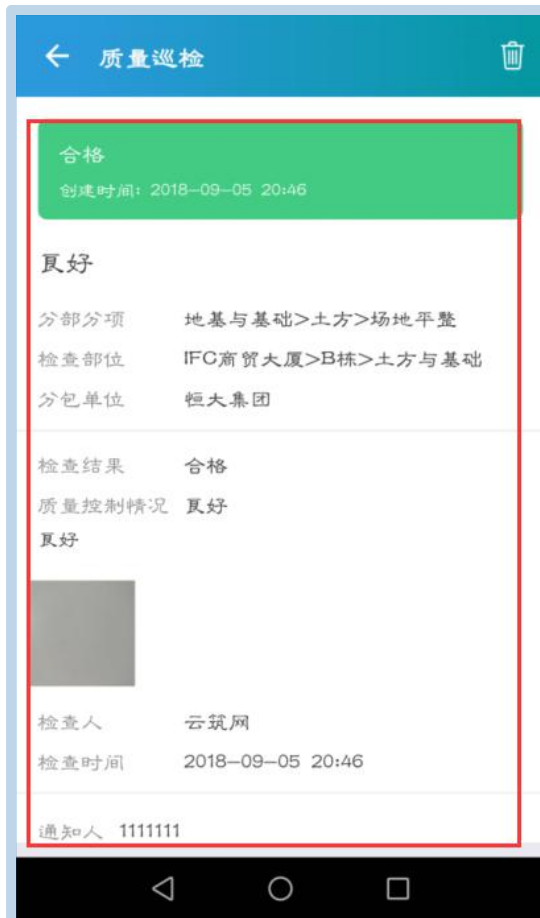 质量巡检
合格
创建时间: 2018-09-05 20:46
良好
分部分项 地基与基础>土方>场地平整
检查部位 IFC商贸大厦>B栋>土方与基础
分包单位 恒大集团
检查结果 合格
质量控制情况 良好
良好
检查人 云筑网
检查时间 2018-09-05 20:46
通知人 1111111